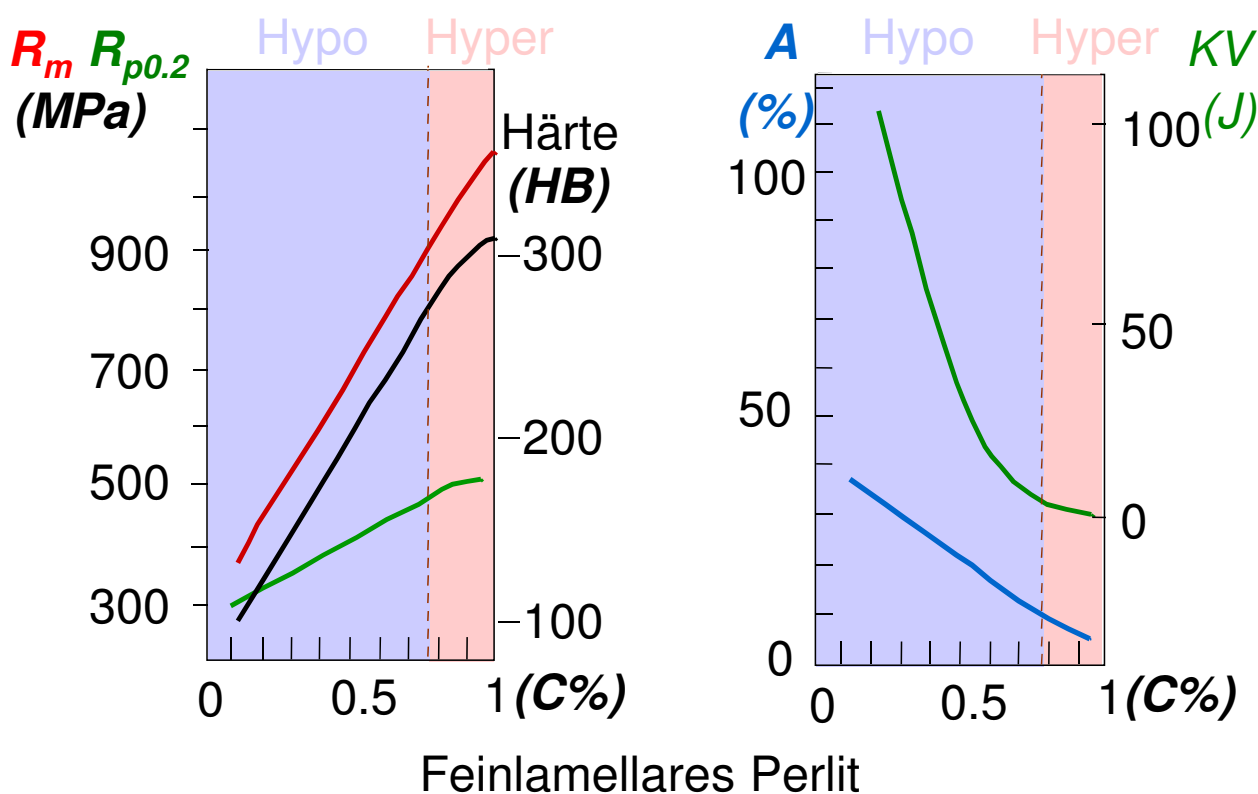 Hypo Hyper
Rm Rp0.2
(MPa)
Härte
(HB)
900
700
500
300
300
200
100
0 0.5 1 (C%)
Hypo Hyper
A KV
(%) (J)
100
50
0
100
50
0
0 0.5 1 (C%)
Feinlamellares Perlit